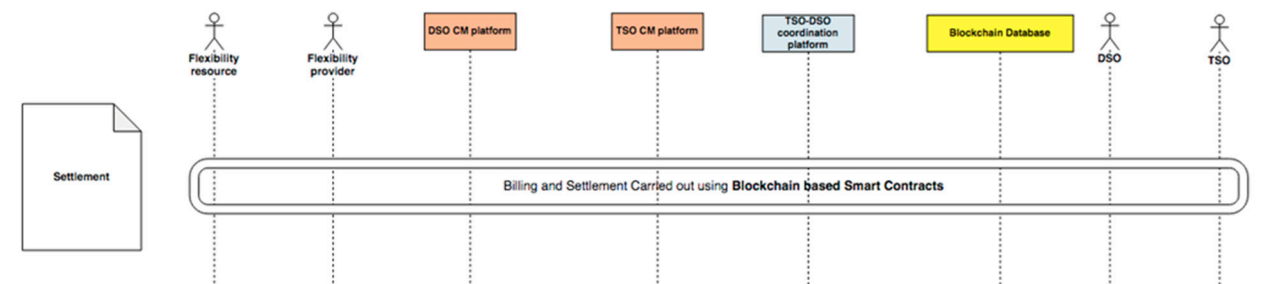 Flexibility
resource
Flexibility
provider
DSO CM platform
TSO CM platform
TSO-DSO
coordination
platform
Blockchain Database
DSO
TSO
Settlement
Billing and Settlement Carried out using Blockchain based Smart Contracts